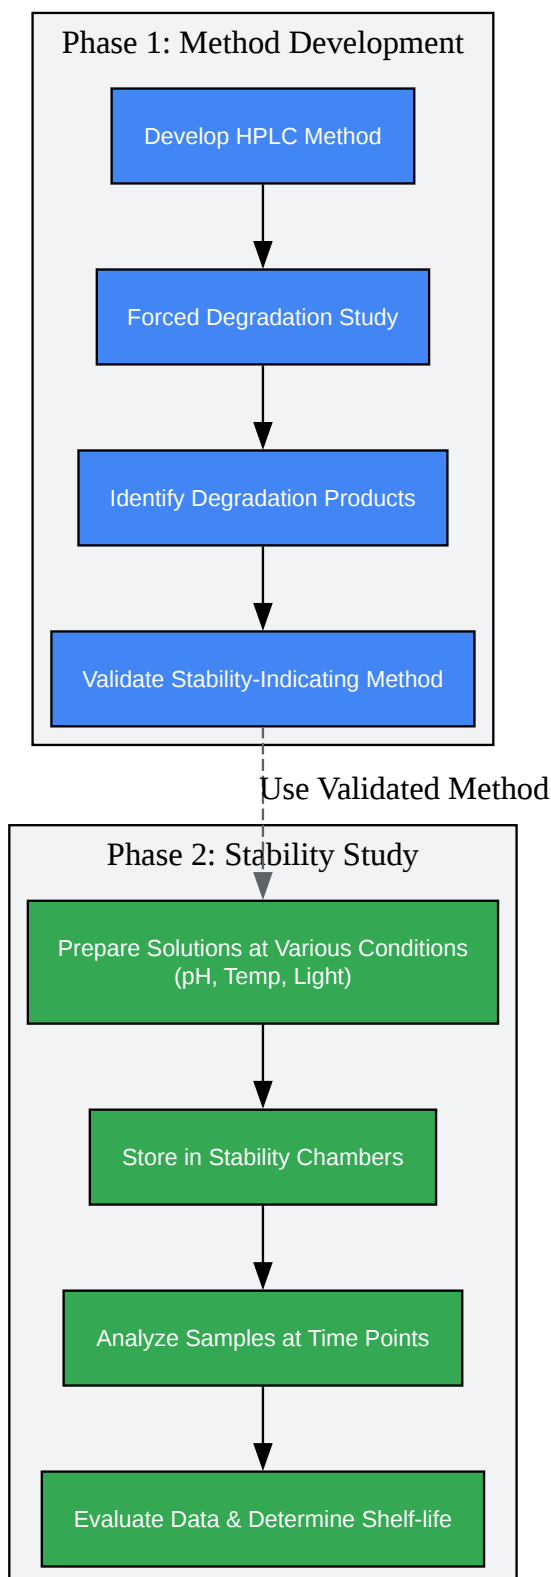 Phase 1: Method Development
Develop HPLC Method
Forced Degradation Study
Identify Degradation Products
Validate Stability-Indicating Method
Use Validated Method
Phase 2: Stability Study
Prepare Solutions at Various Conditions
(pH, Temp, Light)
Store in Stability Chambers
Analyze Samples at Time Points
Evaluate Data & Determine Shelf-life